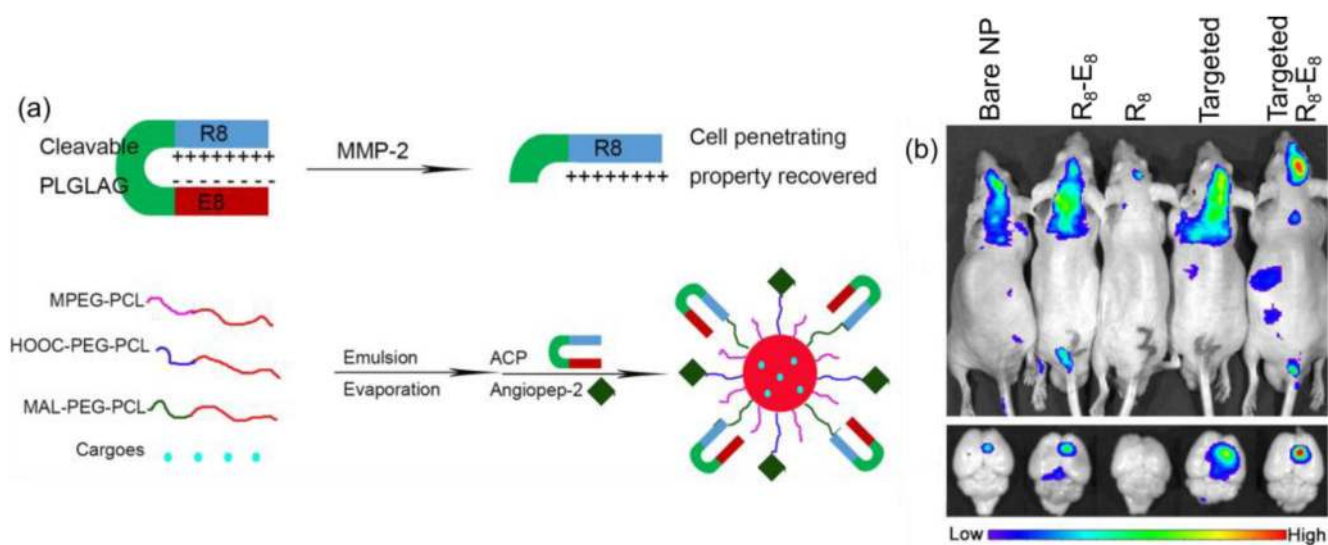 (a)
R8
Cleavable
+++++++
PLGLAG
- - - - - - - -
E8
MMP-2
R8
++++++++
Cell penetrating
property recovered
MPEG-PCL
HOOC-PEG-PCL
MAL-PEG-PCL
Cargoes
Emulsion
Evaporation
ACP
Angiopep-2
(b)
Bare NP
R8-E8
R8
Targeted
Targeted
R8-E8
Low
High